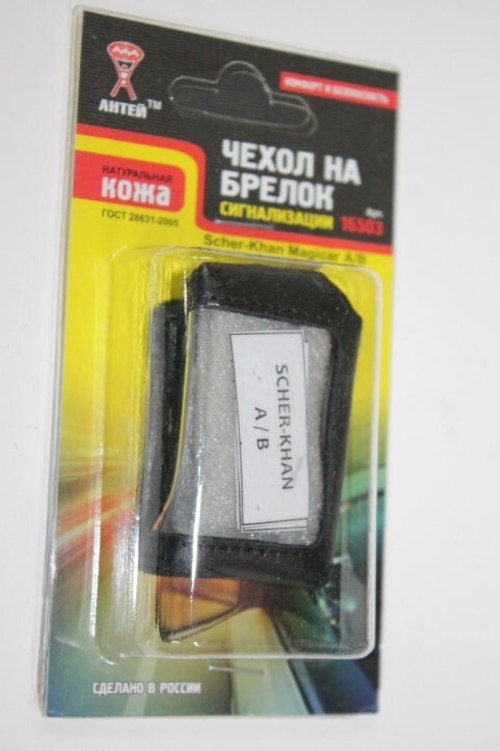 АНТЕЙ™
КОМФОРТ И БЕЗОПАСНОСТЬ
НАТУРАЛЬНАЯ
кожа
ГОСТ 28631-2005
ЧЕХОЛ НА
БРЕЛОК
СИГНАЛИЗАЦИИ
Арт.
16503
Scher-Khan Magicar A/B
SCHER-KHAN
A / B
СДЕЛАНО В РОССИИ